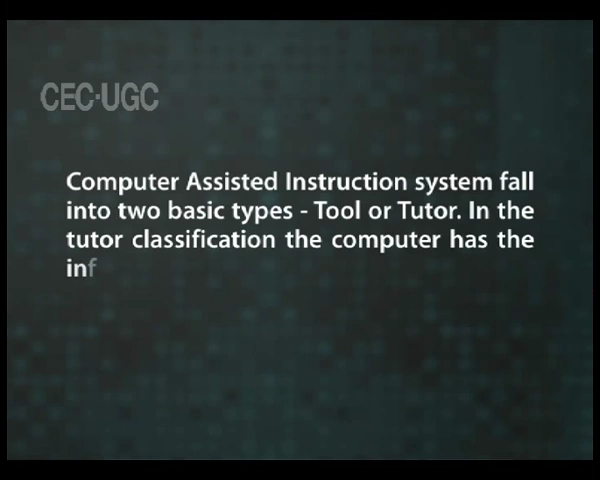 CEC-UGC
Computer Assisted Instruction system fall
into two basic types - Tool or Tutor. In the
tutor classification the computer has the
inf